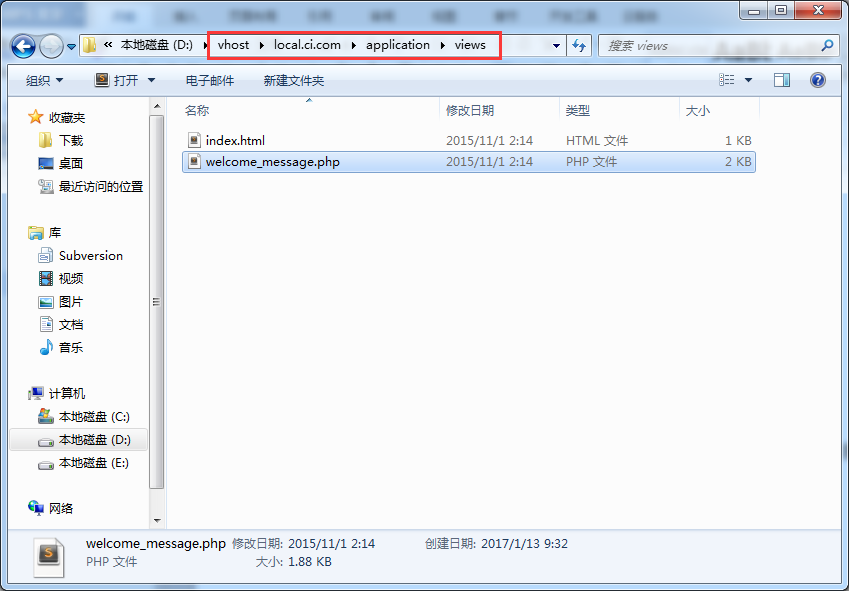 « 本地磁盘 (D:) vhost local.ci.com application views 搜索 views
组织 打开 电子邮件 新建文件夹
收藏夹
下载
桌面
最近访问的位置
库
Subversion
视频
图片
文档
音乐
计算机
本地磁盘 (C:)
本地磁盘 (D:)
本地磁盘 (E:)
网络
名称 修改日期 类型 大小
index.html 2015/11/1 2:14 HTML 文件 1 KB
welcome_message.php 2015/11/1 2:14 PHP 文件 2 KB
welcome_message.php 修改日期: 2015/11/1 2:14 创建日期: 2017/1/13 9:32
PHP 文件 大小: 1.88 KB